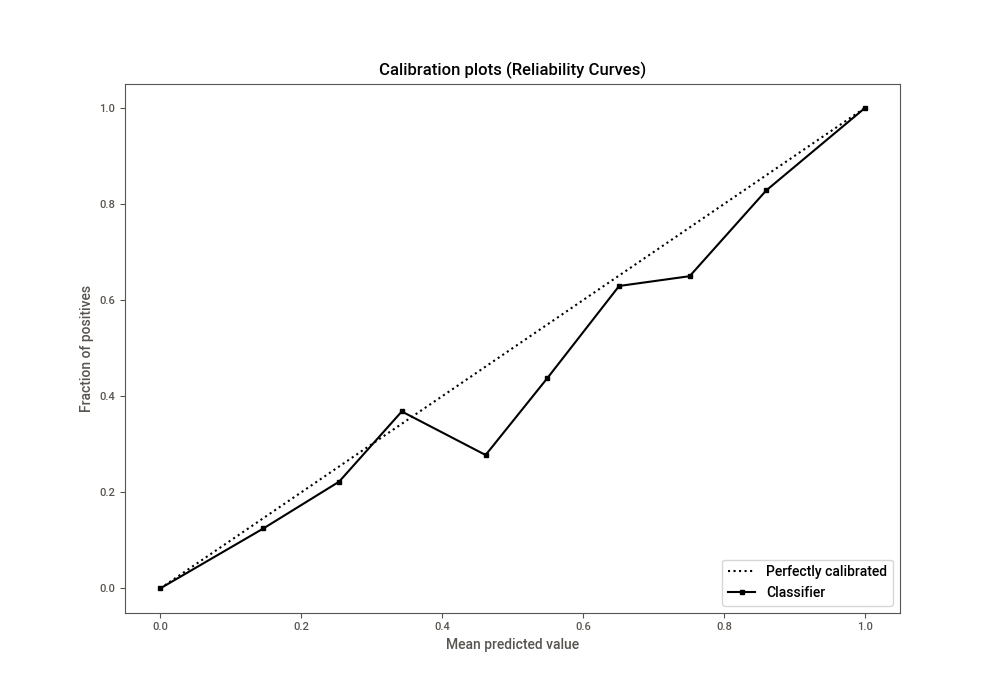 Calibration plots (Reliability Curves)
1.0
0.8
0.6
0.4
0.2
0.0
Fraction of positives
0.0 0.2 0.4 0.6 0.8 1.0
Mean predicted value
Perfectly calibrated
Classifier